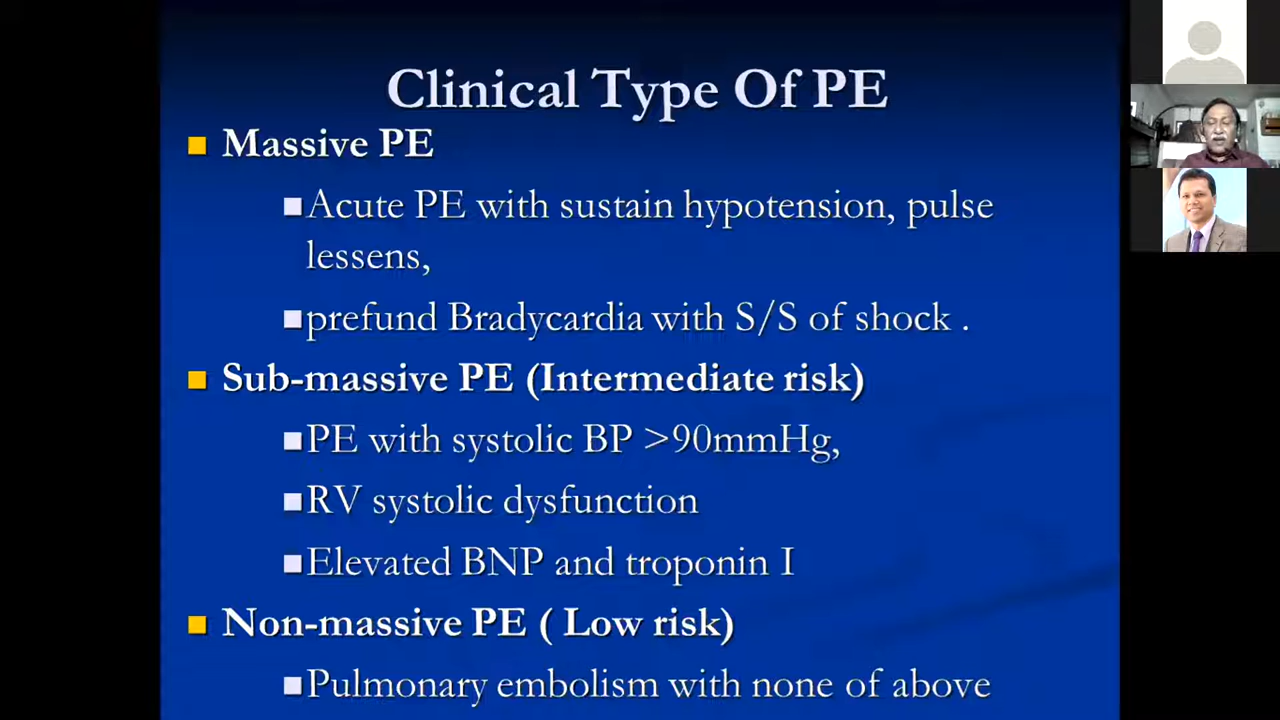 Clinical Type Of PE
Massive PE
Acute PE with sustain hypotension, pulse
lessens,
prefund Bradycardia with S/S of shock .
Sub-massive PE (Intermediate risk)
PE with systolic BP >90mmHg,
RV systolic dysfunction
Elevated BNP and troponin I
Non-massive PE ( Low risk)
Pulmonary embolism with none of above